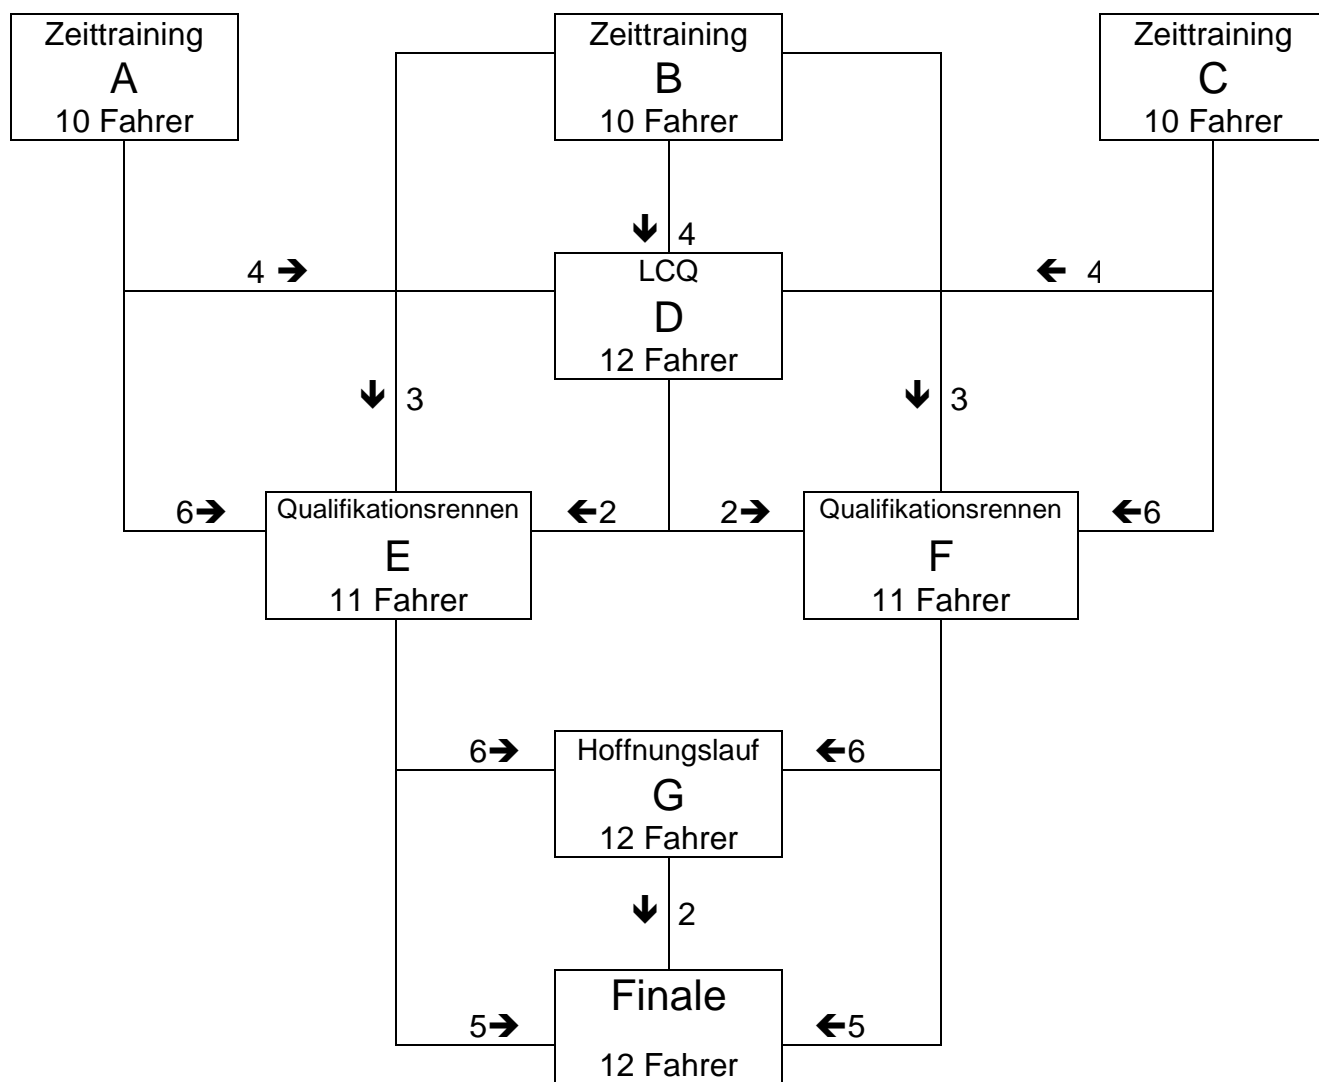 Zeittraining
A
10 Fahrer
Zeittraining
B
10 Fahrer
Zeittraining
C
10 Fahrer
🡳 4
4 🡲
LCQ
D
12 Fahrer
🡰 4
🡳 3
🡳 3
6🡲
Qualifikationsrennen
E
11 Fahrer
🡰2
2🡲
Qualifikationsrennen
F
11 Fahrer
🡰6
6🡲
Hoffnungslauf
G
12 Fahrer
🡰6
🡳 2
5🡲
Finale
12 Fahrer
🡰5